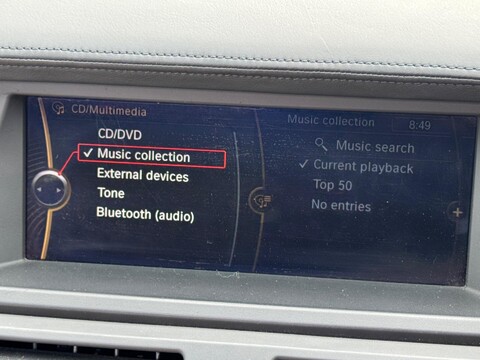 CD/Multimedia
CD/DVD
Music collection
External devices
Tone
Bluetooth (audio)
Music collection 8:49
Music search
Current playback
Top 50
No entries